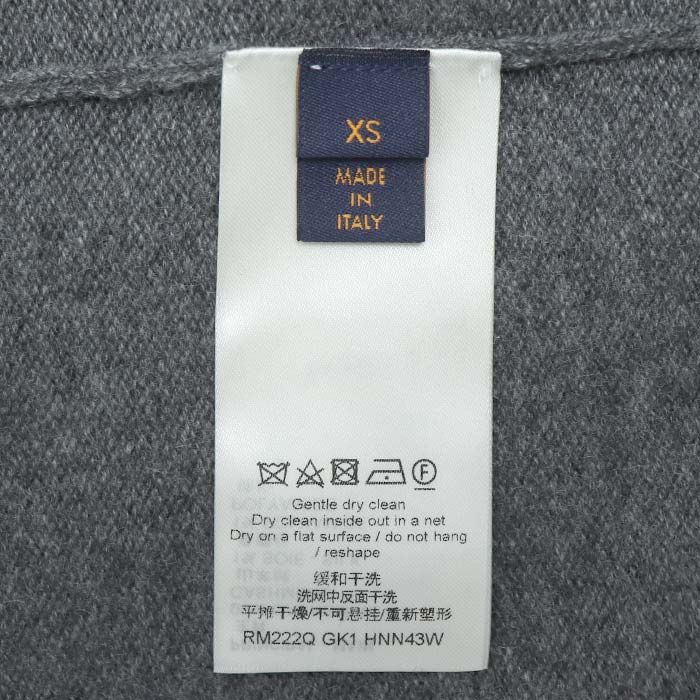 XS
MADE
IN
ITALY
F
Gentle dry clean
Dry clean inside out in a net
Dry on a flat surface / do not hang
/ reshape
缓和干洗
洗网中反面干洗
平摊干燥/不可悬挂/重新塑形
RM222Q GK1 HNN43W